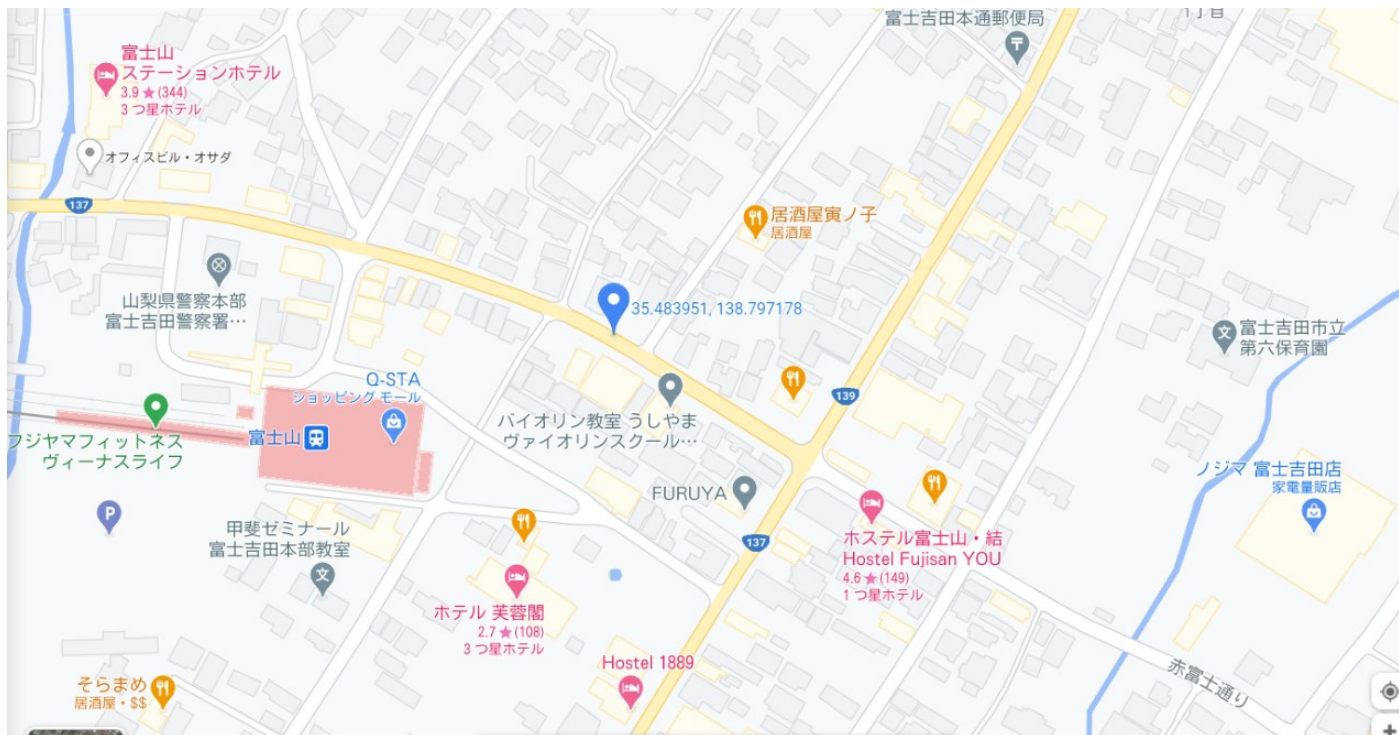 富士吉田本通郵便局
富士山
ステーションホテル
3.9★(344)
3 つ星ホテル
オフィスビル・オサダ
137
居酒屋寅ノ子
居酒屋
山梨県警察本部
富士吉田警察署…
35.483951, 138.797178
富士吉田市立
第六保育園
Q-STA
ショッピング モール
139
フジヤマフィットネス
ヴィーナスライフ
富士山
バイオリン教室 うしやま
ヴァイオリンスクール…
ノジマ 富士吉田店
家電量販店
FURUYA
P
甲斐ゼミナール
富士吉田本部教室
137
ホステル富士山・結
Hostel Fujisan YOU
4.6★(149)
1 つ星ホテル
ホテル 芙蓉閣
2.7★(108)
3 つ星ホテル
Hostel 1889
赤富士通り
そらまめ
居酒屋・$$